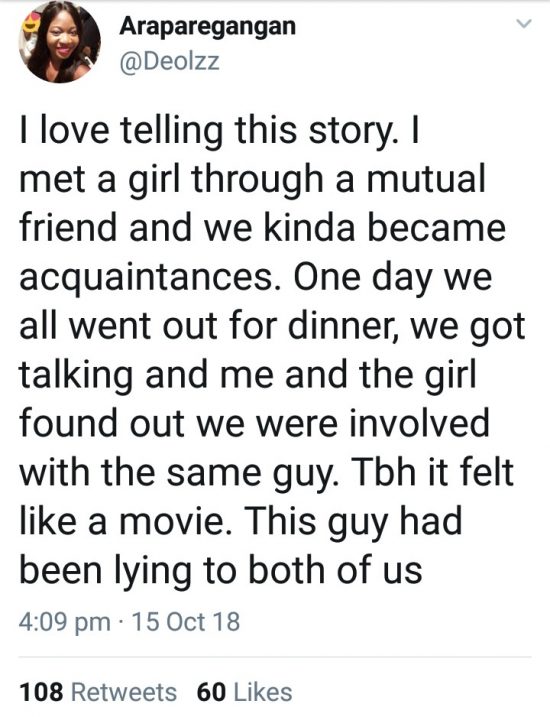 Araparegangan
@Deolzz
I love telling this story. I
met a girl through a mutual
friend and we kinda became
acquaintances. One day we
all went out for dinner, we got
talking and me and the girl
found out we were involved
with the same guy. Tbh it felt
like a movie. This guy had
been lying to both of us
4:09 pm · 15 Oct 18
108 Retweets 60 Likes